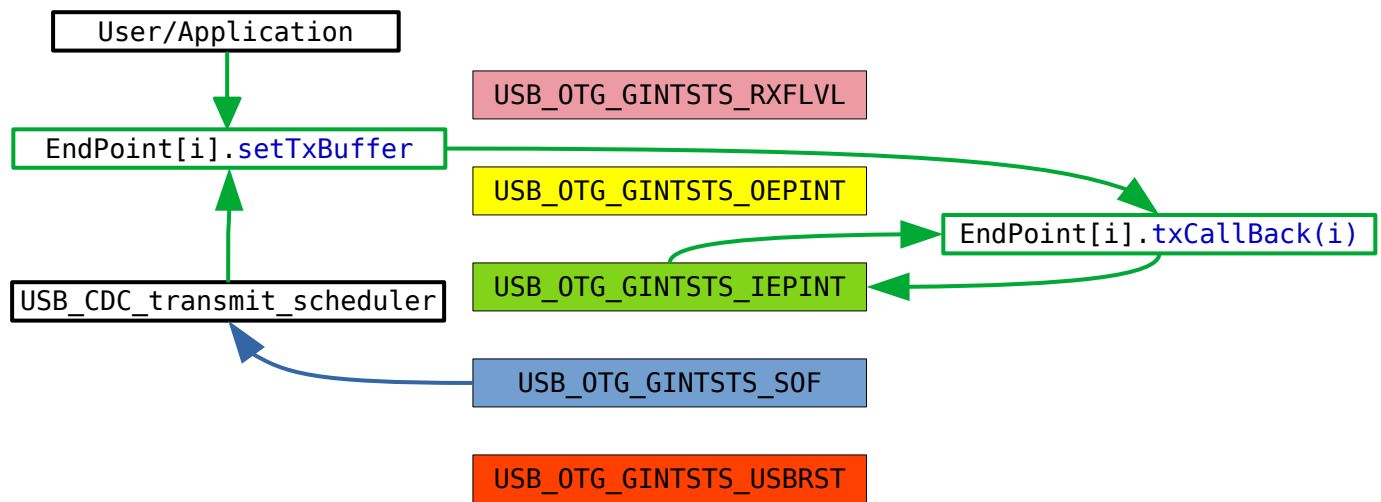 User/Application
USB_OTG_GINTSTS_RXFLVL
EndPoint[i].setTxBuffer
USB_OTG_GINTSTS_OEPINT
EndPoint[i].txCallBack(i)
USB_OTG_GINTSTS_IEPINT
USB_CDC_transmit_scheduler
USB_OTG_GINTSTS_SOF
USB_OTG_GINTSTS_USBRST